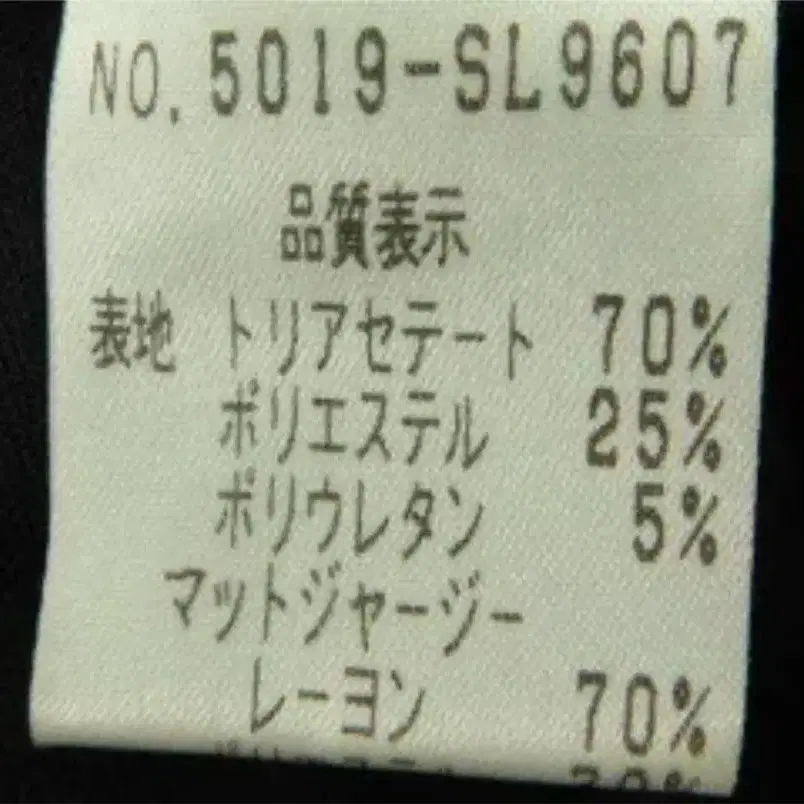 NO. 5019-SL9607
品質表示
表地 トリアセテート 70%
ポリエステル 25%
ポリウレタン 5%
マットジャージー
レーヨン 70%